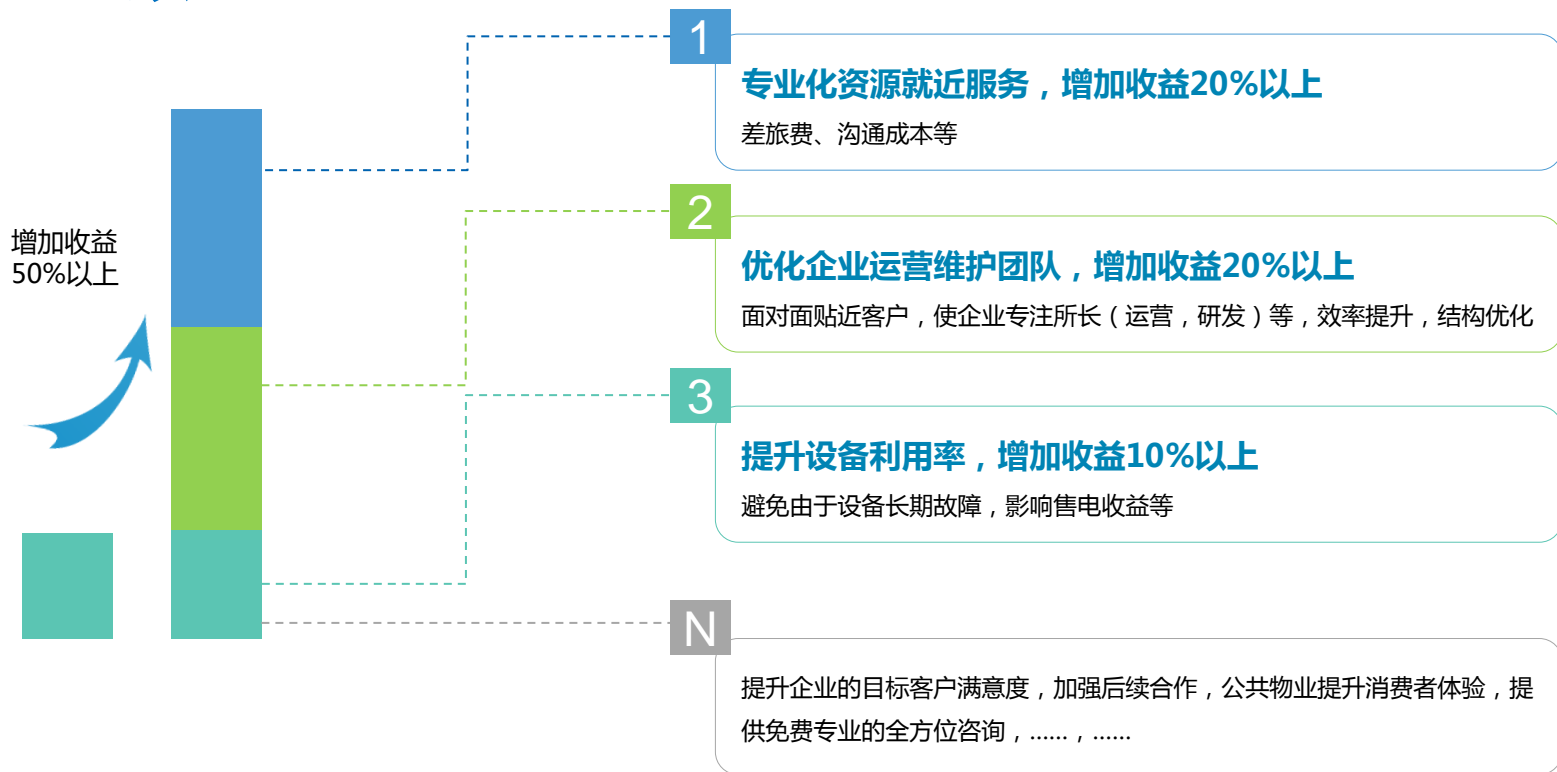 1
专业化资源就近服务，增加收益20%以上
差旅费、沟通成本等
增加收益
50%以上
2
优化企业运营维护团队，增加收益20%以上
面对面贴近客户，使企业专注所长（运营，研发）等，效率提升，结构优化
3
提升设备利用率，增加收益10%以上
避免由于设备长期故障，影响售电收益等
N
提升企业的目标客户满意度，加强后续合作，公共物业提升消费者体验，提
供免费专业的全方位咨询，……，……